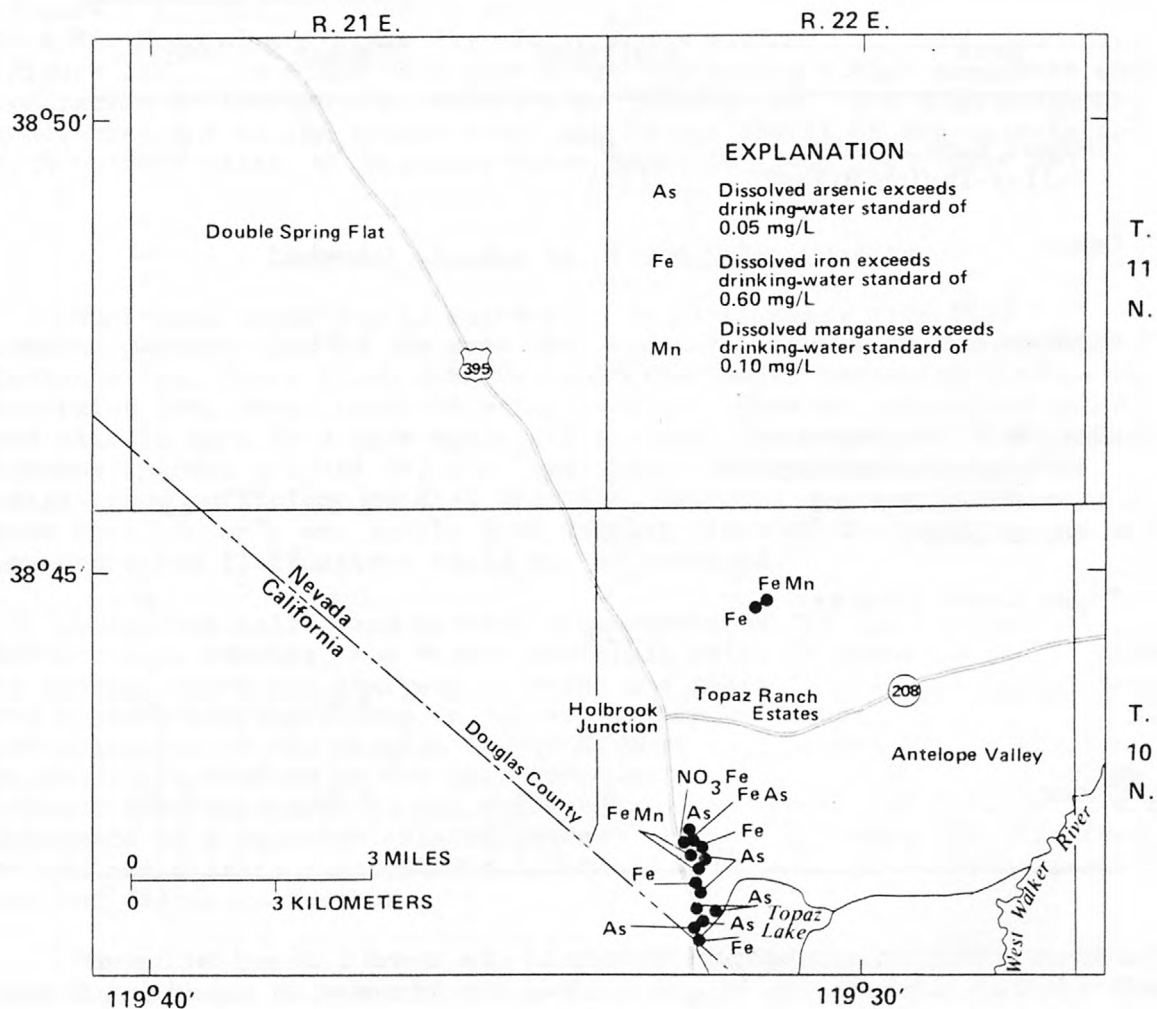 R. 21 E.
R. 22 E.
38°50'
EXPLANATION
As Dissolved arsenic exceeds
drinking-water standard of
0.05 mg/L
Fe Dissolved iron exceeds
drinking-water standard of
0.60 mg/L
Mn Dissolved manganese exceeds
drinking-water standard of
0.10 mg/L
T.
11
N.
Double Spring Flat
395
38°45'
Nevada
California
Fe Mn
Fe
208
Topaz Ranch
Estates
Holbrook
Junction
Antelope Valley
T.
10
N.
Douglas County
NO3Fe
Fe As
As
Fe Mn
Fe
As
Fe
As
As
As
Fe
Topaz
Lake
West Walker River
0 3 MILES
0 3 KILOMETERS
119°40'
119°30'